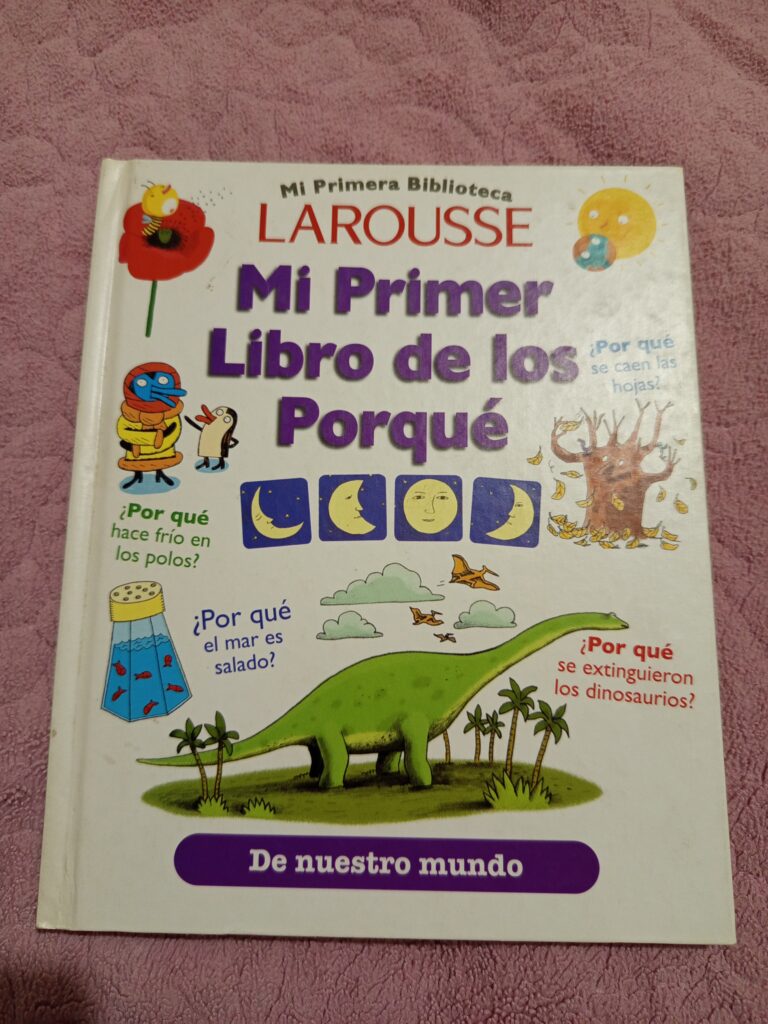 Mi Primera Biblioteca
LAROUSSE
Mi Primer
Libro de los
Porqué
¿Por qué
se caen las
hojas?
¿Por qué
hace frío en
los polos?
¿Por qué
el mar es
salado?
¿Por qué
se extinguieron
los dinosaurios?
De nuestro mundo